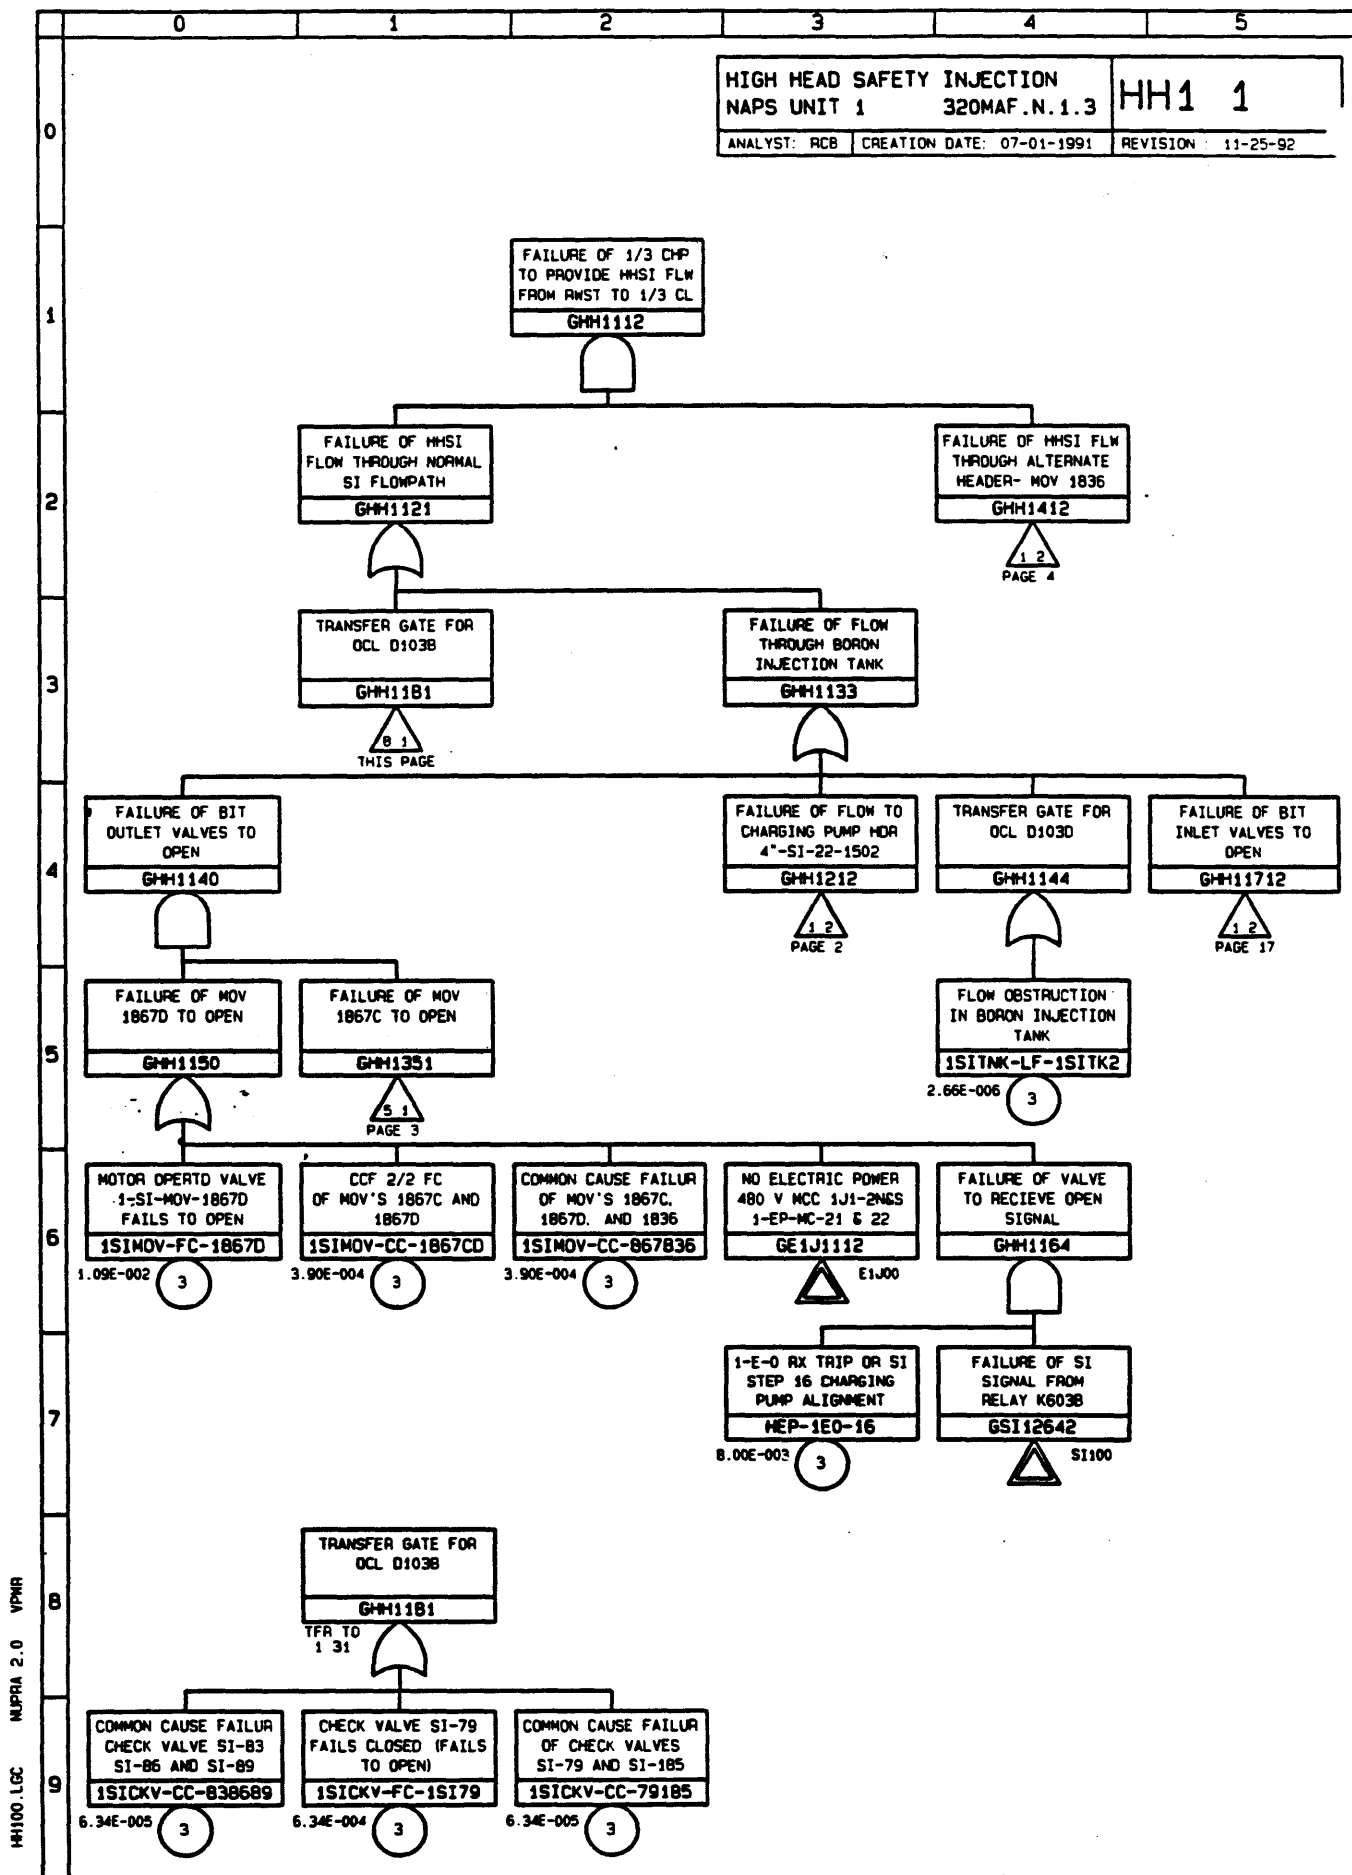 0 1 2 3 4 5
HIGH HEAD SAFETY INJECTION
NAPS UNIT 1 320MAF.N.1.3
HH1 1
ANALYST: RCB CREATION DATE: 07-01-1991 REVISION : 11-25-92
0
FAILURE OF 1/3 CHP
TO PROVIDE HHSI FLW
FROM RWST TO 1/3 CL
GHH1112
1
FAILURE OF HHSI
FLOW THROUGH NORMAL
SI FLOWPATH
GHH1121
FAILURE OF HHSI FLW
THROUGH ALTERNATE
HEADER- MOV 1836
GHH1412
1 2
PAGE 4
2
TRANSFER GATE FOR
OCL D103B
GHH11B1
8 1
THIS PAGE
FAILURE OF FLOW
THROUGH BORON
INJECTION TANK
GHH1133
3
FAILURE OF BIT
OUTLET VALVES TO
OPEN
GHH1140
FAILURE OF FLOW TO
CHARGING PUMP HDR
4"-SI-22-1502
GHH1212
1 2
PAGE 2
TRANSFER GATE FOR
OCL D103D
GHH1144
FAILURE OF BIT
INLET VALVES TO
OPEN
GHH11712
1 2
PAGE 17
4
FAILURE OF MOV
1867D TO OPEN
GHH1150
FAILURE OF MOV
1867C TO OPEN
GHH1351
5 1
PAGE 3
FLOW OBSTRUCTION
IN BORON INJECTION
TANK
1SITNK-LF-1SITK2
2.66E-006
3
5
MOTOR OPERTD VALVE
1-SI-MOV-1867D
FAILS TO OPEN
1SIMOV-FC-1867D
1.09E-002
3
CCF 2/2 FC
OF MOV'S 1867C AND
1867D
1SIMOV-CC-1867CD
3.90E-004
3
COMMON CAUSE FAILUR
OF MOV'S 1867C,
1867D, AND 1836
1SIMOV-CC-867836
3.90E-004
3
NO ELECTRIC POWER
480 V MCC 1J1-2N&S
1-EP-MC-21 & 22
GE1J1112
E1J00
FAILURE OF VALVE
TO RECIEVE OPEN
SIGNAL
GHH1164
6
1-E-0 RX TRIP OR SI
STEP 16 CHARGING
PUMP ALIGNMENT
HEP-1E0-16
8.00E-003
3
FAILURE OF SI
SIGNAL FROM
RELAY K603B
GSI12642
SI100
7
TRANSFER GATE FOR
OCL D103B
GHH11B1
TFR TO
1 31
8
COMMON CAUSE FAILUR
CHECK VALVE SI-83
SI-86 AND SI-89
1SICKV-CC-838689
6.34E-005
3
CHECK VALVE SI-79
FAILS CLOSED (FAILS
TO OPEN)
1SICKV-FC-1SI79
6.34E-004
3
COMMON CAUSE FAILUR
OF CHECK VALVES
SI-79 AND SI-185
1SICKV-CC-79185
6.34E-005
3
9
HH100.LGC NUPRA 2.0 VPWR